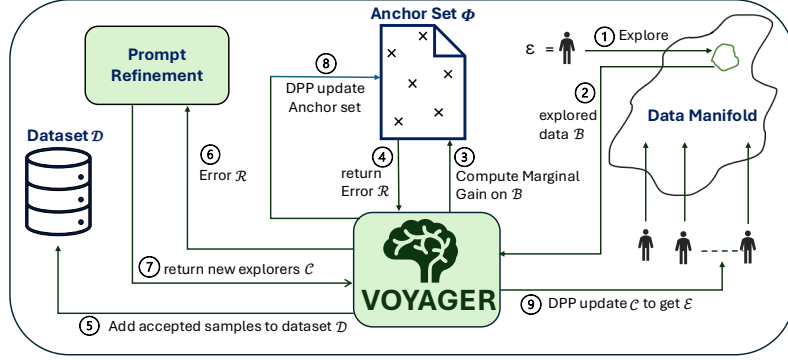 Anchor Set Φ
① Explore
ℰ =
Prompt
Refinement
⑧
DPP update
Anchor set
②
explored
data ℬ
Data Manifold
Dataset 𝒟
⑥
Error ℛ
④
return
Error ℛ
③
Compute Marginal
Gain on ℬ
⑦ return new explorers 𝒞
VOYAGER
⑨ DPP update 𝒞 to get ℰ
⑤ Add accepted samples to dataset 𝒟